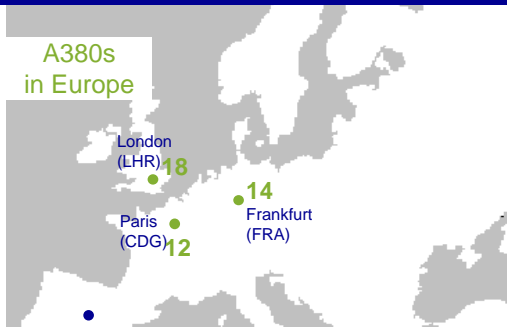 A380s
in Europe
London
(LHR)
18
14
Frankfurt
(FRA)
Paris
(CDG)
12